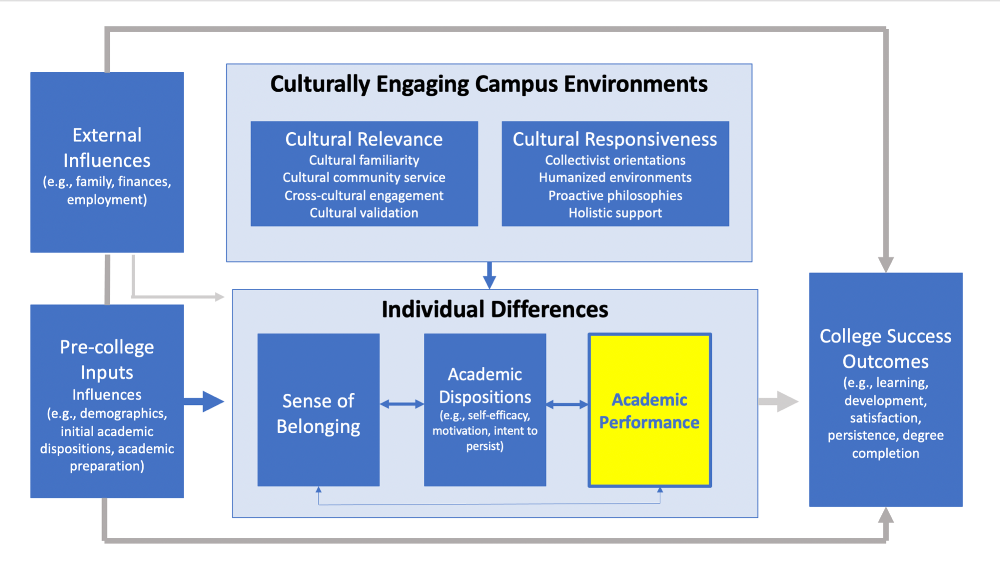 Culturally Engaging Campus Environments
External
Influences
(e.g., family, finances,
employment)
Cultural Relevance
Cultural familiarity
Cultural community service
Cross-cultural engagement
Cultural validation
Cultural Responsiveness
Collectivist orientations
Humanized environments
Proactive philosophies
Holistic support
Pre-college
Inputs
Influences
(e.g., demographics,
initial academic
dispositions, academic
preparation)
Individual Differences
Sense of
Belonging
Academic
Dispositions
(e.g., self-efficacy,
motivation, intent to
persist)
Academic
Performance
College Success
Outcomes
(e.g., learning,
development,
satisfaction,
persistence, degree
completion